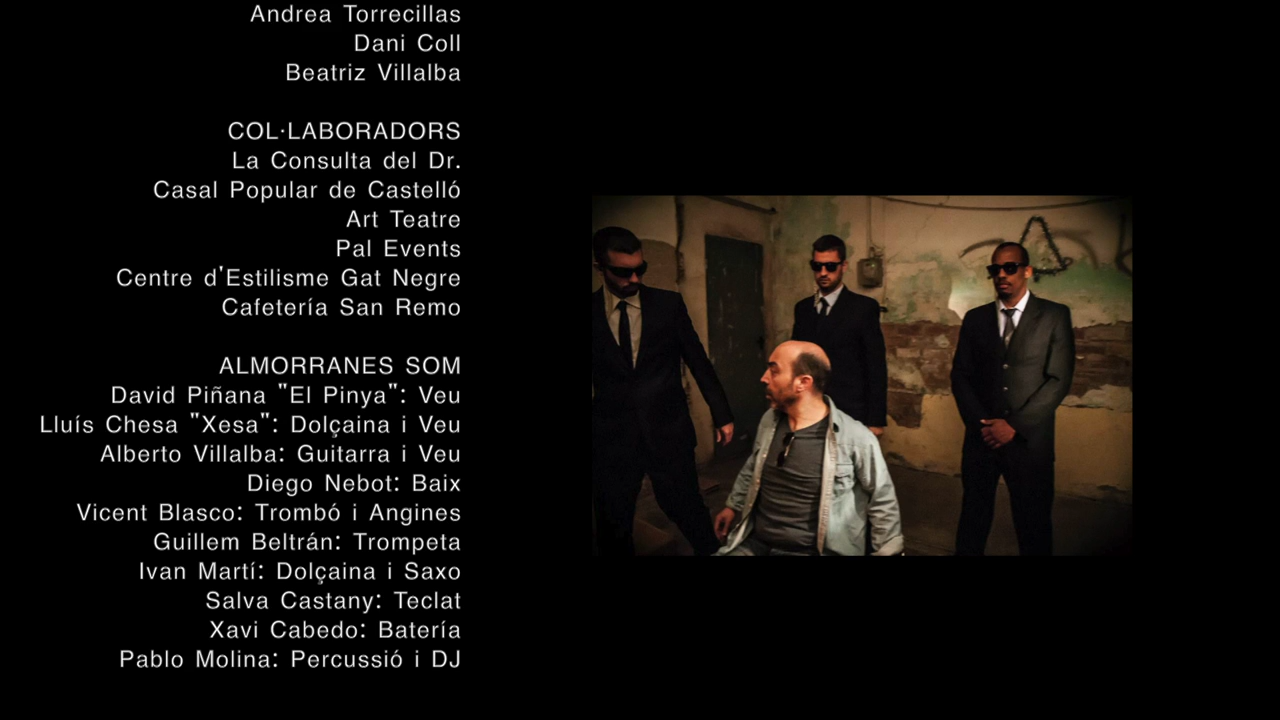 Andrea Torrecillas
Dani Coll
Beatriz Villalba
COL·LABORADORS
La Consulta del Dr.
Casal Popular de Castelló
Art Teatre
Pal Events
Centre d'Estilisme Gat Negre
Cafetería San Remo
ALMORRANES SOM
David Piñana "El Pinya": Veu
Lluís Chesa "Xesa": Dolçaina i Veu
Alberto Villalba: Guitarra i Veu
Diego Nebot: Baix
Vicent Blasco: Trombó i Angines
Guillem Beltrán: Trompeta
Ivan Martí: Dolçaina i Saxo
Salva Castany: Teclat
Xavi Cabedo: Batería
Pablo Molina: Percussió i DJ